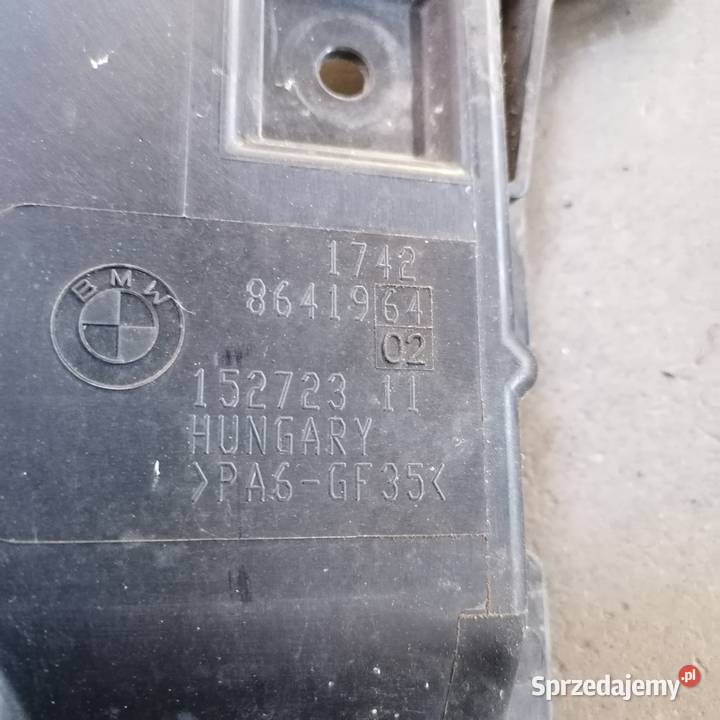 BMW
1742
8641964
02
152723 11
HUNGARY
>PA6-GF35<
Sprzedajemy.pl